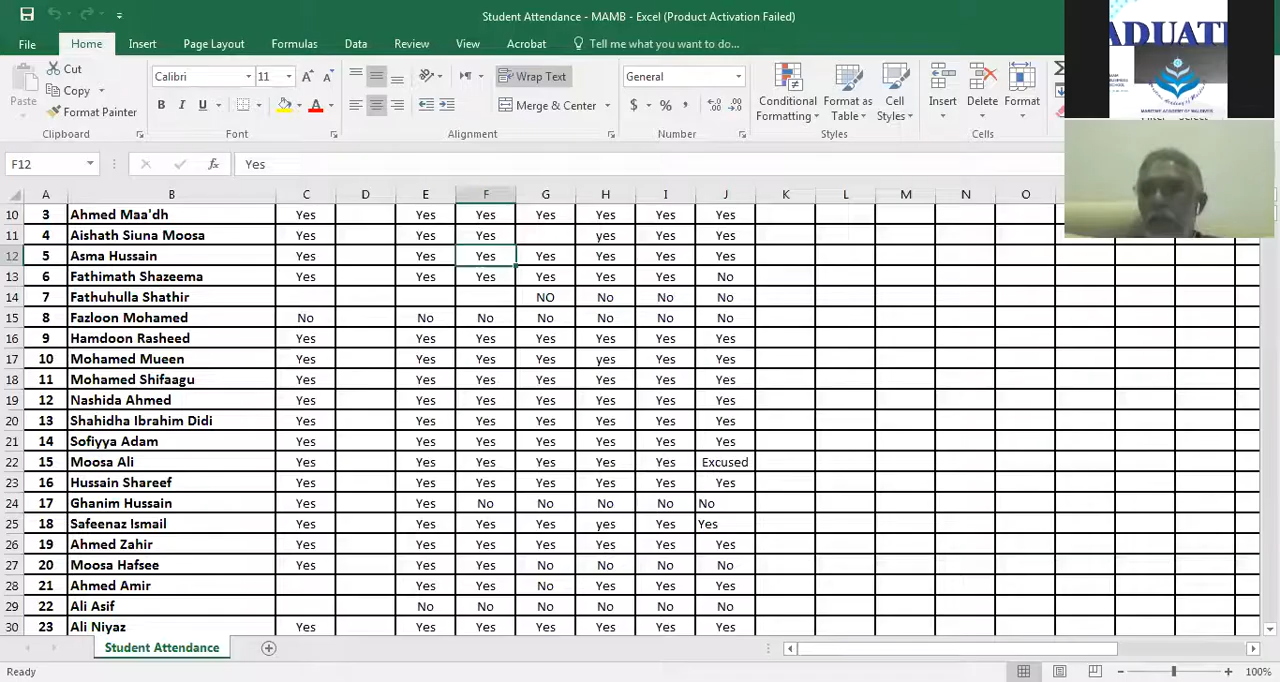 Student Attendance - MAMB - Excel (Product Activation Failed)
File Home Insert Page Layout Formulas Data Review View Acrobat Tell me what you want to do...
Paste Cut Copy Format Painter Clipboard
Calibri 11 A A B I U A Font
Wrap Text Merge & Center Alignment
General $ % , Number
Conditional Formatting Format as Table Cell Styles Styles
Insert Delete Format Cells
Select
ADUATE
MARITIME ACADEMY OF MALDIVES
F12 fx Yes
A B C D E F G H I J K L M N O
10 3 Ahmed Maa'dh Yes Yes Yes Yes Yes Yes Yes
11 4 Aishath Siuna Moosa Yes Yes Yes yes Yes Yes
12 5 Asma Hussain Yes Yes Yes Yes Yes Yes Yes
13 6 Fathimath Shazeema Yes Yes Yes Yes Yes Yes No
14 7 Fathuhulla Shathir NO No No No
15 8 Fazloon Mohamed No No No No No No No
16 9 Hamdoon Rasheed Yes Yes Yes Yes Yes Yes Yes
17 10 Mohamed Mueen Yes Yes Yes Yes yes Yes Yes
18 11 Mohamed Shifaagu Yes Yes Yes Yes Yes Yes Yes
19 12 Nashida Ahmed Yes Yes Yes Yes Yes Yes Yes
20 13 Shahidha Ibrahim Didi Yes Yes Yes Yes Yes Yes Yes
21 14 Sofiyya Adam Yes Yes Yes Yes Yes Yes Yes
22 15 Moosa Ali Yes Yes Yes Yes Yes Yes Excused
23 16 Hussain Shareef Yes Yes Yes Yes Yes Yes Yes
24 17 Ghanim Hussain Yes Yes No No No No No
25 18 Safeenaz Ismail Yes Yes Yes Yes yes Yes Yes
26 19 Ahmed Zahir Yes Yes Yes Yes Yes Yes Yes
27 20 Moosa Hafsee Yes Yes Yes No No No No
28 21 Ahmed Amir Yes Yes No No Yes Yes
29 22 Ali Asif No No No No No No
30 23 Ali Niyaz Yes Yes Yes Yes Yes Yes Yes
Student Attendance
Ready 100%